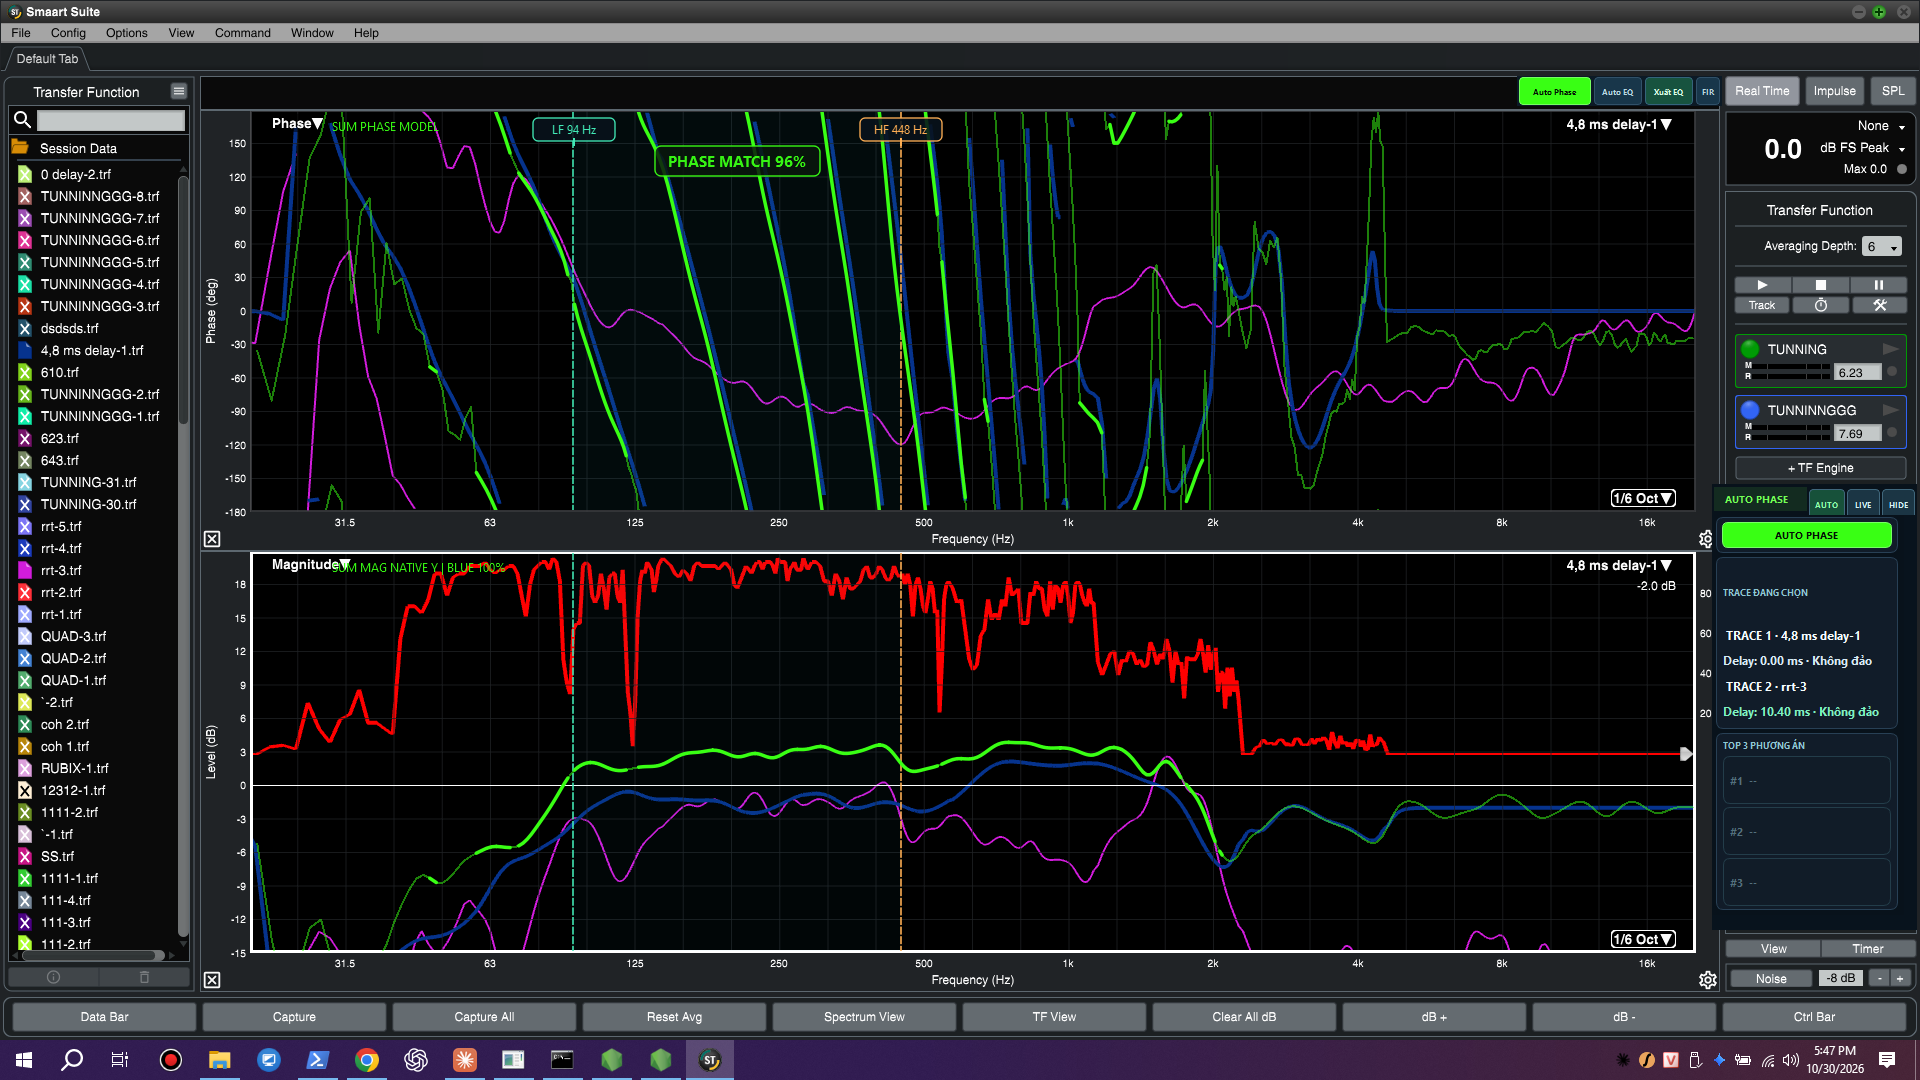 Smaart Suite
File Config Options View Command Window Help
Default Tab
Transfer Function
Session Data
0 delay-2.trf
TUNNINNGGG-8.trf
TUNNINNGGG-7.trf
TUNNINNGGG-6.trf
TUNNINNGGG-5.trf
TUNNINNGGG-4.trf
TUNNINNGGG-3.trf
dsdsds.trf
4,8 ms delay-1.trf
610.trf
TUNNINNGGG-2.trf
TUNNINNGGG-1.trf
623.trf
643.trf
TUNNING-31.trf
TUNNING-30.trf
rrt-5.trf
rrt-4.trf
rrt-3.trf
rrt-2.trf
rrt-1.trf
QUAD-3.trf
QUAD-2.trf
QUAD-1.trf
`-2.trf
coh 2.trf
coh 1.trf
RUBIX-1.trf
12312-1.trf
1111-2.trf
`-1.trf
SS.trf
1111-1.trf
111-4.trf
111-3.trf
111-2.trf
Auto Phase Auto EQ Xuất EQ FIR
Phase SUM PHASE MODEL
LF 94 Hz
HF 448 Hz
4,8 ms delay-1
PHASE MATCH 96%
150
120
90
60
30
0
-30
-60
-90
-120
-150
-180
Phase (deg)
1/6 Oct
31.5 63 125 250 500 1k 2k 4k 8k 16k
Frequency (Hz)
Magnitude SUM MAG NATIVE Y | BLUE 100%
4,8 ms delay-1
-2.0 dB
18
15
12
9
6
3
0
-3
-6
-9
-12
-15
Level (dB)
80
60
40
20
1/6 Oct
31.5 63 125 250 500 1k 2k 4k 8k 16k
Frequency (Hz)
Real Time Impulse SPL
None
0.0 dB FS Peak
Max 0.0
Transfer Function
Averaging Depth: 6
Track
TUNNING
M
R 6.23
TUNNINNGGG
M
R 7.69
+ TF Engine
AUTO PHASE AUTO LIVE HIDE
AUTO PHASE
TRACE ĐANG CHỌN
TRACE 1 · 4,8 ms delay-1
Delay: 0.00 ms · Không đảo
TRACE 2 · rrt-3
Delay: 10.40 ms · Không đảo
TOP 3 PHƯƠNG ÁN
#1 --
#2 --
#3 --
View Timer
Noise -8 dB - +
Data Bar Capture Capture All Reset Avg Spectrum View TF View Clear All dB dB + dB - Ctrl Bar
ST
V
5:47 PM
10/30/2026